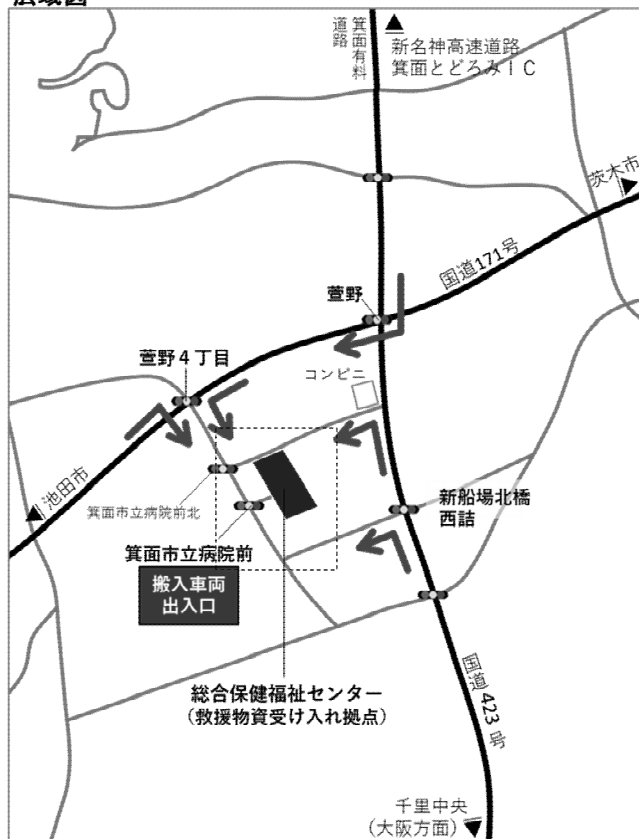 広域図
箕面有料
道路
新名神高速道路
箕面とどろみIC
茨木市
国道171号
萱野
萱野4丁目
コンビニ
池田市
箕面市立病院前北
新船場北橋
西詰
箕面市立病院前
搬入車両
出入口
総合保健福祉センター
(救援物資受け入れ拠点)
国道423号
千里中央
(大阪方面)